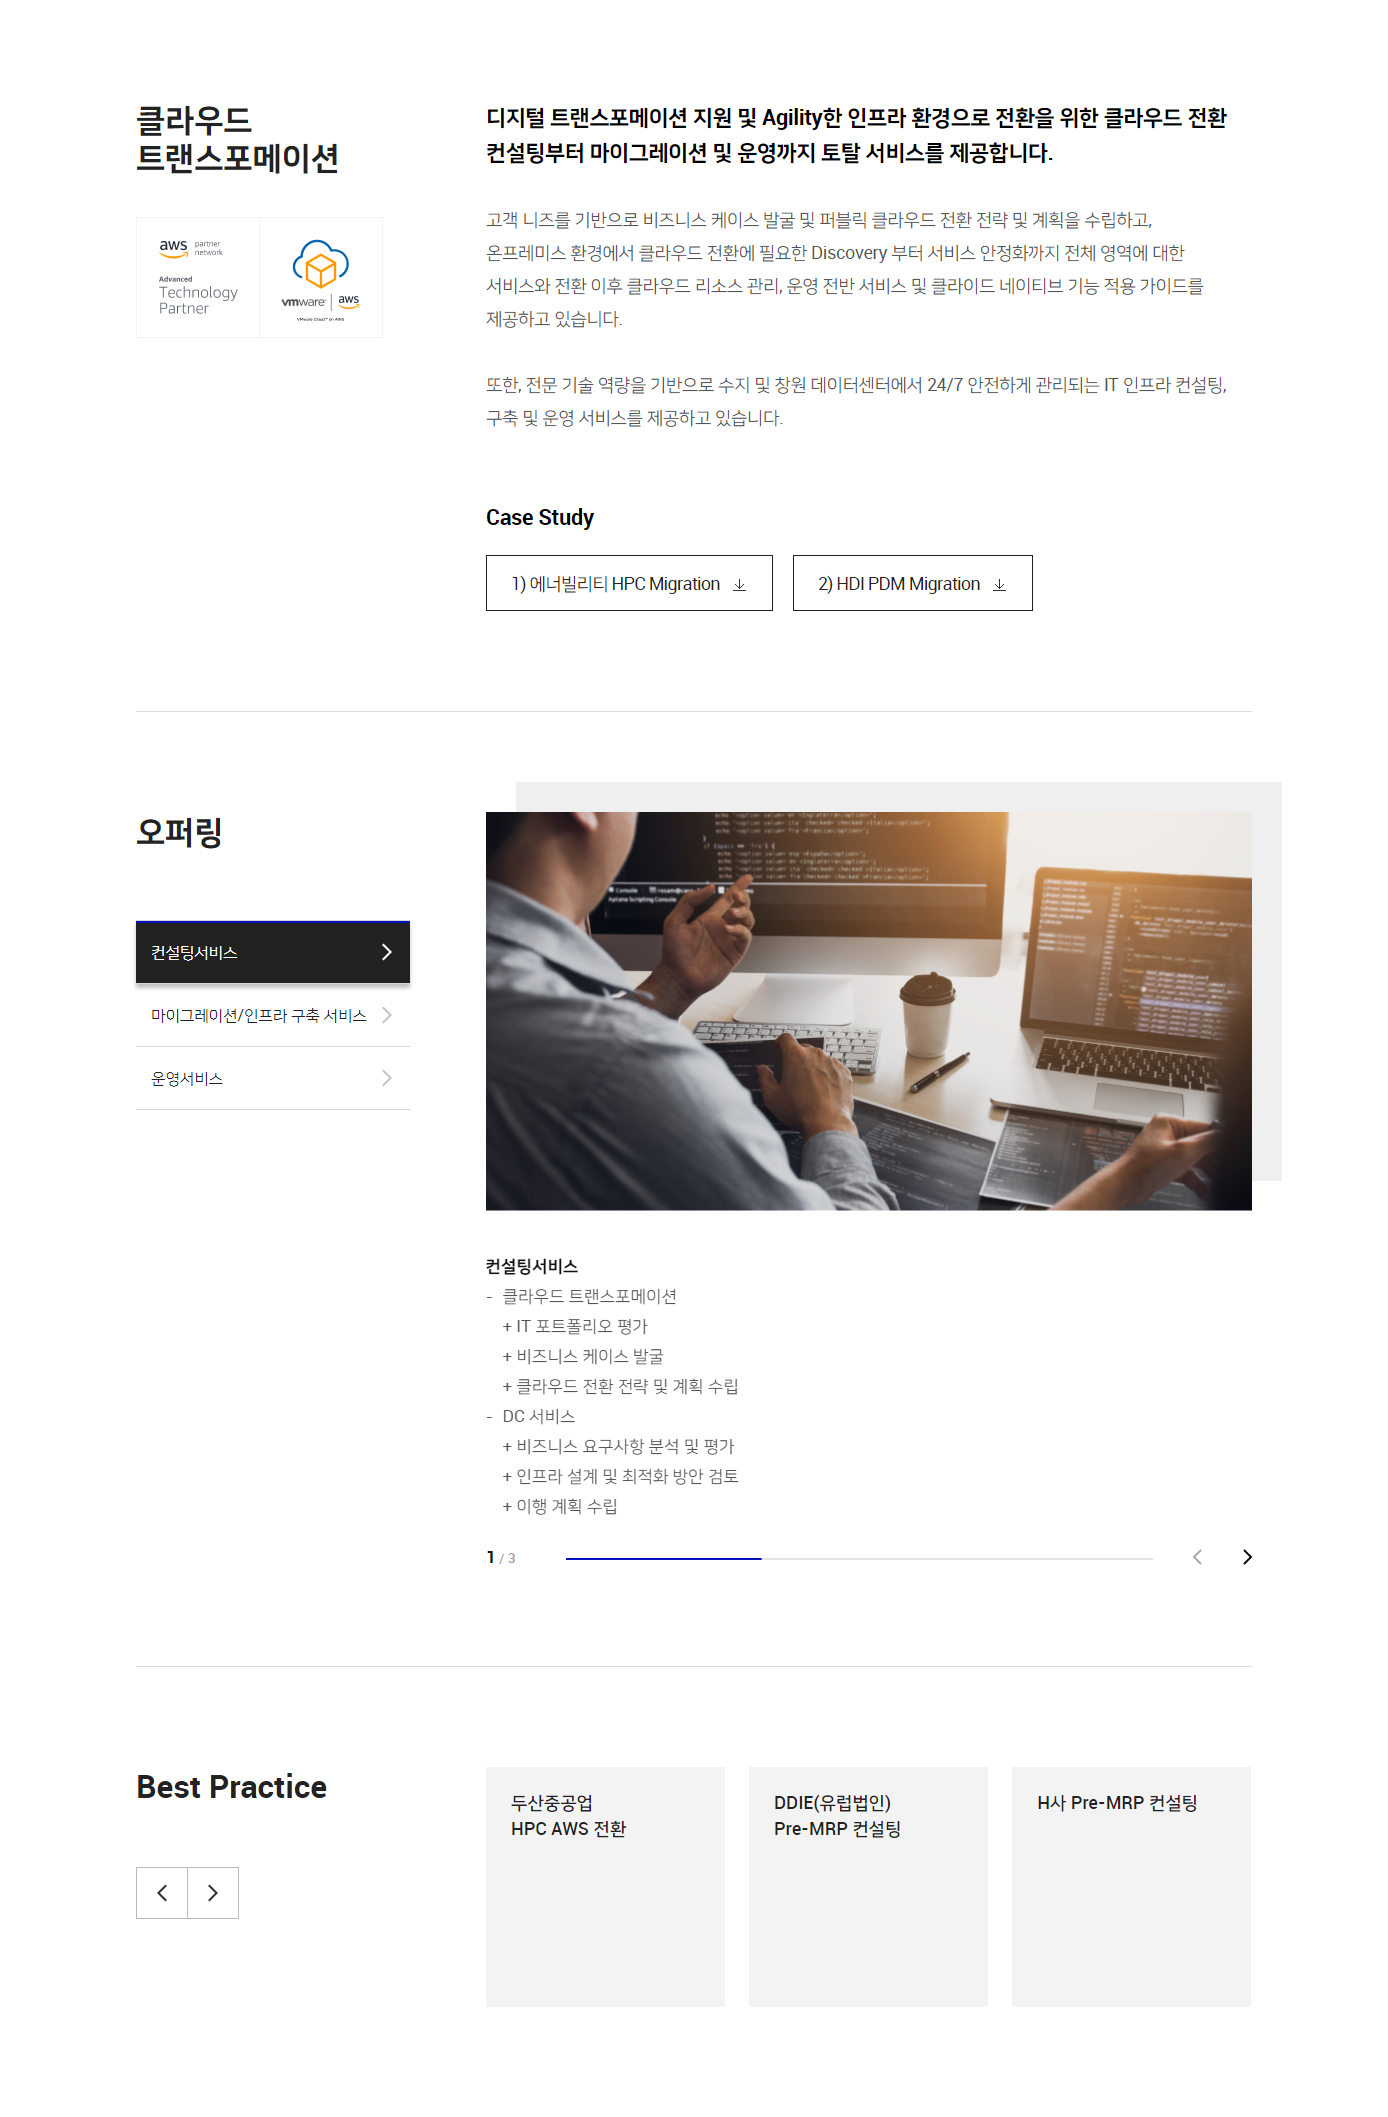 클라우드
트랜스포메이션
aws partner network
Advanced
Technology
Partner
vmware aws
VMware Cloud™ on AWS
디지털 트랜스포메이션 지원 및 Agility한 인프라 환경으로 전환을 위한 클라우드 전환
컨설팅부터 마이그레이션 및 운영까지 토탈 서비스를 제공합니다.
고객 니즈를 기반으로 비즈니스 케이스 발굴 및 퍼블릭 클라우드 전환 전략 및 계획을 수립하고,
온프레미스 환경에서 클라우드 전환에 필요한 Discovery 부터 서비스 안정화까지 전체 영역에 대한
서비스와 전환 이후 클라우드 리소스 관리, 운영 전반 서비스 및 클라이드 네이티브 기능 적용 가이드를
제공하고 있습니다.
또한, 전문 기술 역량을 기반으로 수지 및 창원 데이터센터에서 24/7 안전하게 관리되는 IT 인프라 컨설팅,
구축 및 운영 서비스를 제공하고 있습니다.
Case Study
1) 에너빌리티 HPC Migration
2) HDI PDM Migration
오퍼링
컨설팅서비스
마이그레이션/인프라 구축 서비스
운영서비스
컨설팅서비스
- 클라우드 트랜스포메이션
+ IT 포트폴리오 평가
+ 비즈니스 케이스 발굴
+ 클라우드 전환 전략 및 계획 수립
- DC 서비스
+ 비즈니스 요구사항 분석 및 평가
+ 인프라 설계 및 최적화 방안 검토
+ 이행 계획 수립
1 / 3
Best Practice
두산중공업
HPC AWS 전환
DDIE(유럽법인)
Pre-MRP 컨설팅
H사 Pre-MRP 컨설팅